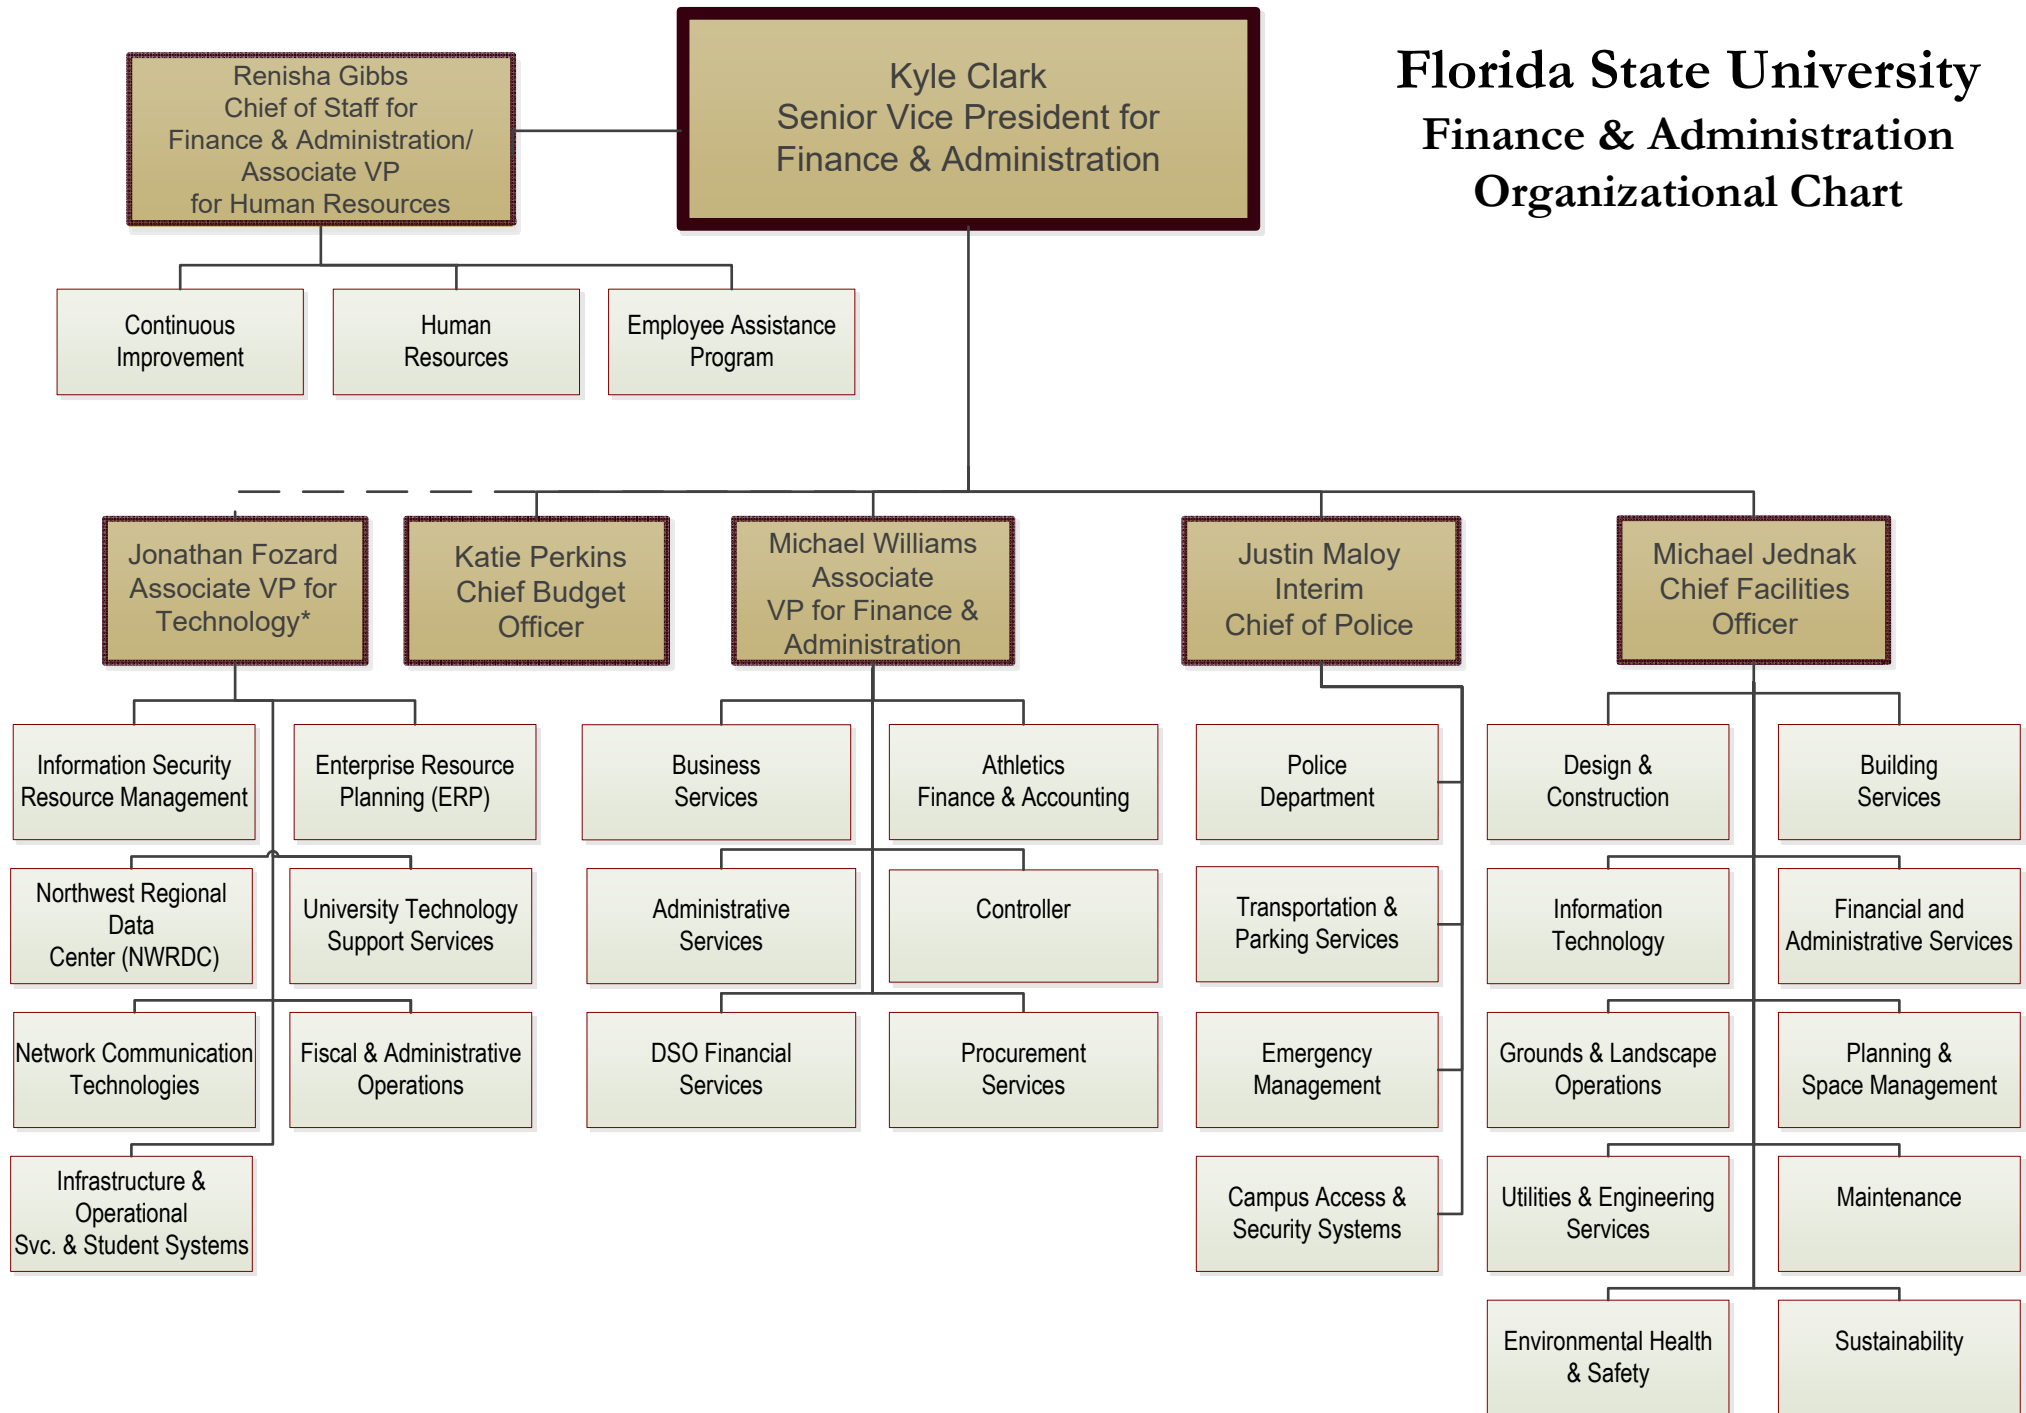 Florida State University
Finance & Administration
Organizational Chart
Kyle Clark
Senior Vice President for
Finance & Administration
Renisha Gibbs
Chief of Staff for
Finance & Administration/
Associate VP
for Human Resources
Continuous
Improvement
Human
Resources
Employee Assistance
Program
Jonathan Fozard
Associate VP for
Technology*
Katie Perkins
Chief Budget
Officer
Michael Williams
Associate
VP for Finance &
Administration
Justin Maloy
Interim
Chief of Police
Michael Jednak
Chief Facilities
Officer
Information Security
Resource Management
Enterprise Resource
Planning (ERP)
Northwest Regional
Data
Center (NWRDC)
University Technology
Support Services
Network Communication
Technologies
Fiscal & Administrative
Operations
Infrastructure &
Operational
Svc. & Student Systems
Business
Services
Athletics
Finance & Accounting
Administrative
Services
Controller
DSO Financial
Services
Procurement
Services
Police
Department
Transportation &
Parking Services
Emergency
Management
Campus Access &
Security Systems
Design &
Construction
Building
Services
Information
Technology
Financial and
Administrative Services
Grounds & Landscape
Operations
Planning &
Space Management
Utilities & Engineering
Services
Maintenance
Environmental Health
& Safety
Sustainability